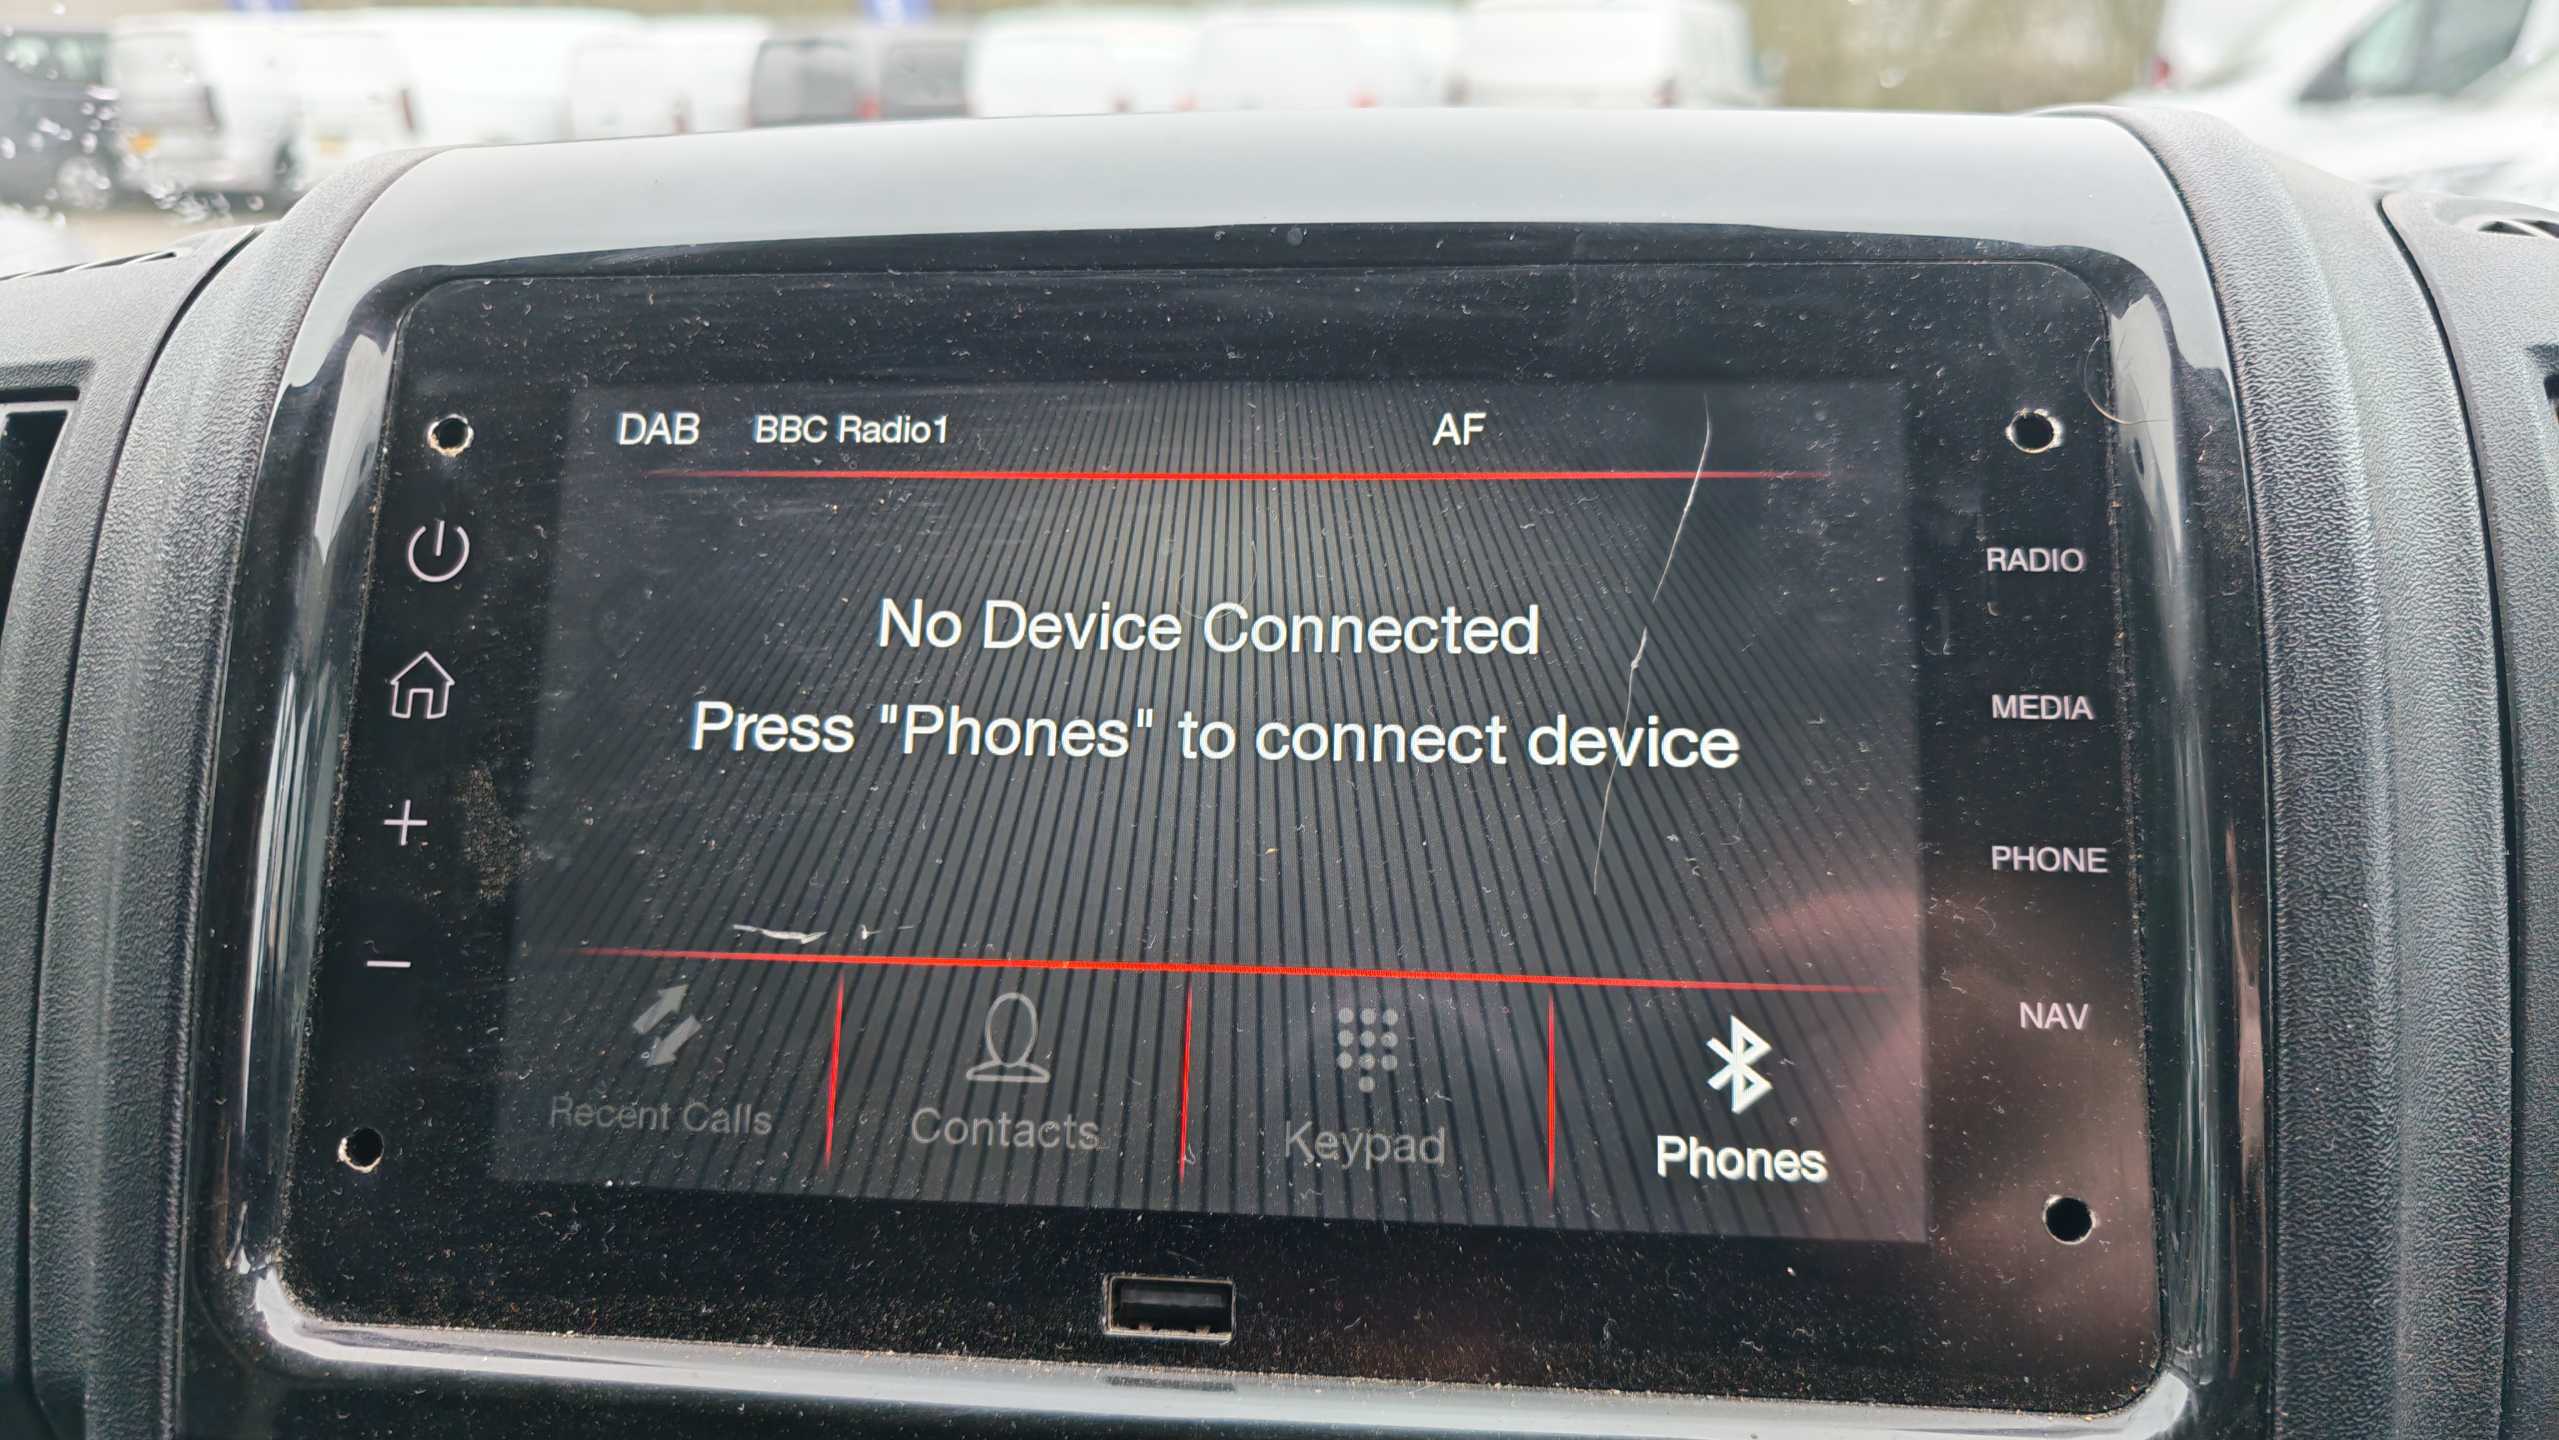 DAB BBC Radio1 AF
No Device Connected
Press "Phones" to connect device
Recent Calls
Contacts
Keypad
Phones
RADIO
MEDIA
PHONE
NAV